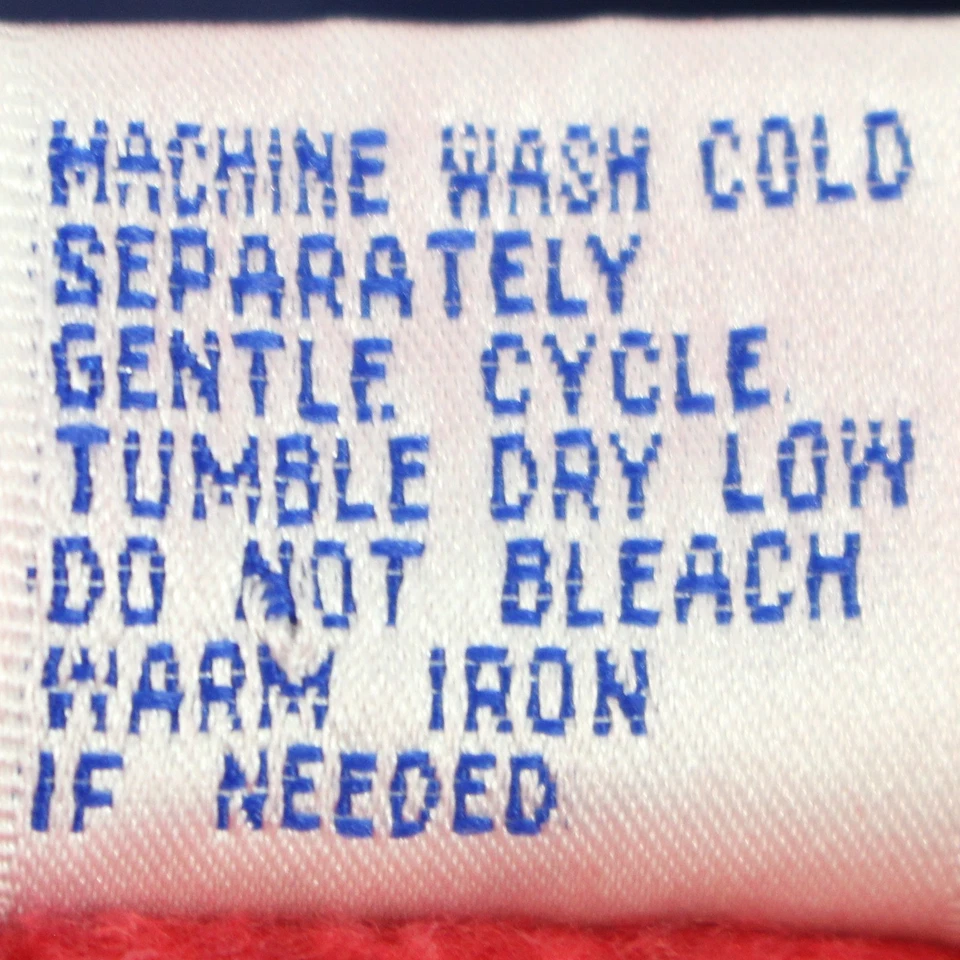 MACHINE WASH COLD
SEPARATELY
GENTLE CYCLE.
TUMBLE DRY LOW
DO NOT BLEACH
WARM IRON
IF NEEDED